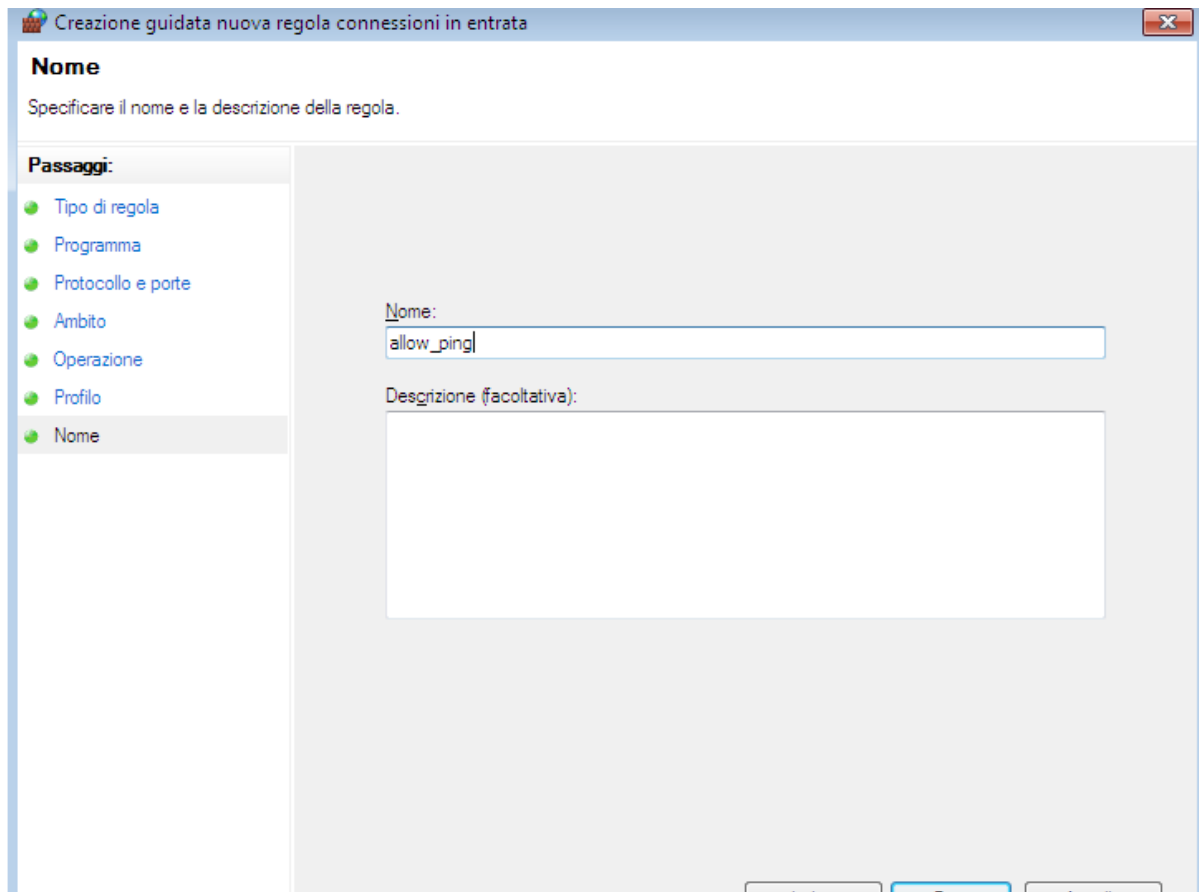 Creazione guidata nuova regola connessioni in entrata
Nome
Specificare il nome e la descrizione della regola.
Passaggi:
Tipo di regola
Programma
Protocollo e porte
Ambito
Operazione
Profilo
Nome
Nome:
allow_ping
Descrizione (facoltativa):